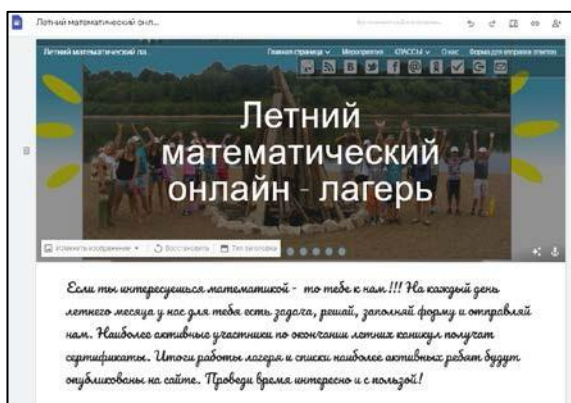 Летний математический онл...
Летний математический ла...
Главная страница
Мероприятия
КЛАССЫ
О нас
Форма для отправки ответов
Летний
математический
онлайн - лагерь
Изменить изображение
Восстановить
Тип заголовка
Если ты интересуешься математикой - то тебе к нам!!! На каждый день
летнего месяца у нас для тебя есть задача, решай, заполняй форму и отправляй
нам. Наиболее активные участники по окончании летних каникул получат
сертификаты. Итоги работы лагеря и списки наиболее активных ребят будут
опубликованы на сайте. Проведи время интересно и с пользой!